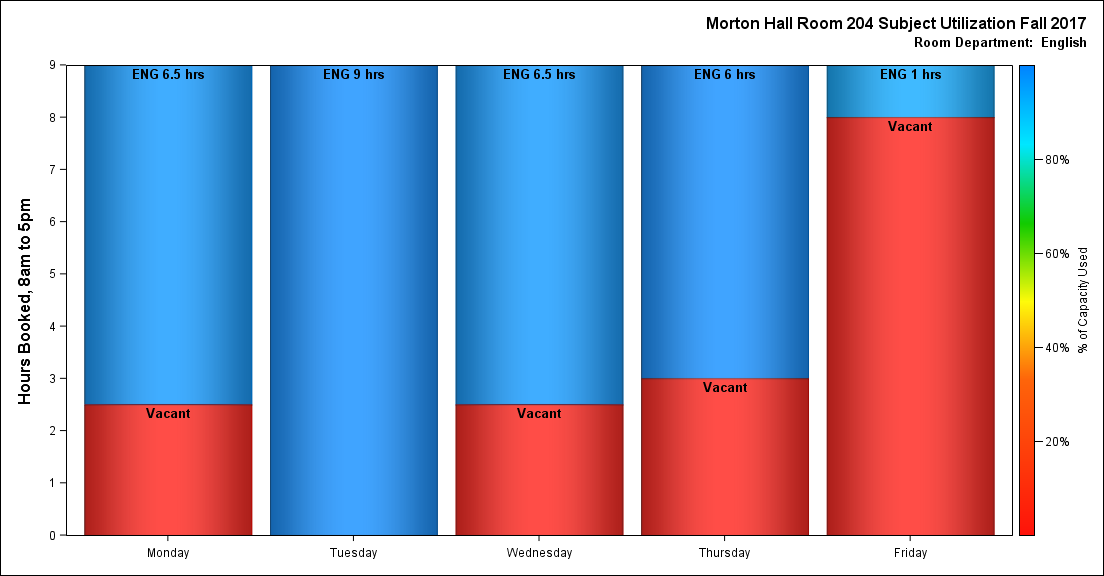 Morton Hall Room 204 Subject Utilization Fall 2017
Room Department:  English
Hours Booked, 8am to 5pm
9
8
7
6
5
4
3
2
1
0
ENG 6.5 hrs
Vacant
ENG 9 hrs
ENG 6.5 hrs
Vacant
ENG 6 hrs
Vacant
ENG 1 hrs
Vacant
Monday
Tuesday
Wednesday
Thursday
Friday
80%
60%
40%
20%
% of Capacity Used